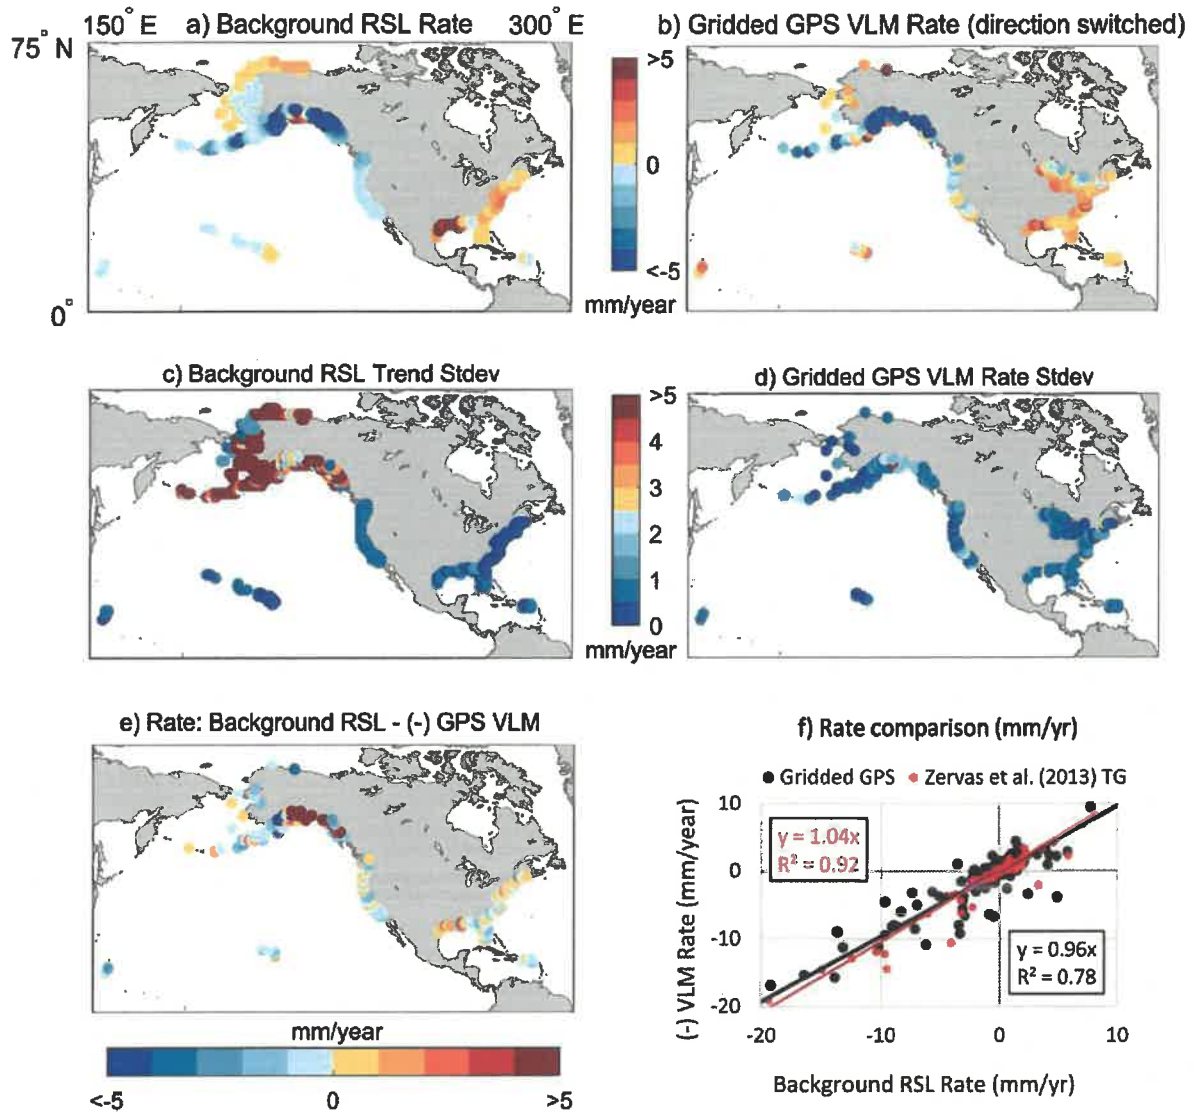 150° E a) Background RSL Rate 300° E
b) Gridded GPS VLM Rate (direction switched)
75° N
>5
0
<-5
mm/year
0°
c) Background RSL Trend Stdev
d) Gridded GPS VLM Rate Stdev
>5
4
3
2
1
0
mm/year
e) Rate: Background RSL - (-) GPS VLM
mm/year
<-5 0 >5
f) Rate comparison (mm/yr)
Gridded GPS Zervas et al. (2013) TG
(-) VLM Rate (mm/year)
10
0
-10
-20
y = 1.04x
R² = 0.92
y = 0.96x
R² = 0.78
-20 -10 0 10
Background RSL Rate (mm/yr)